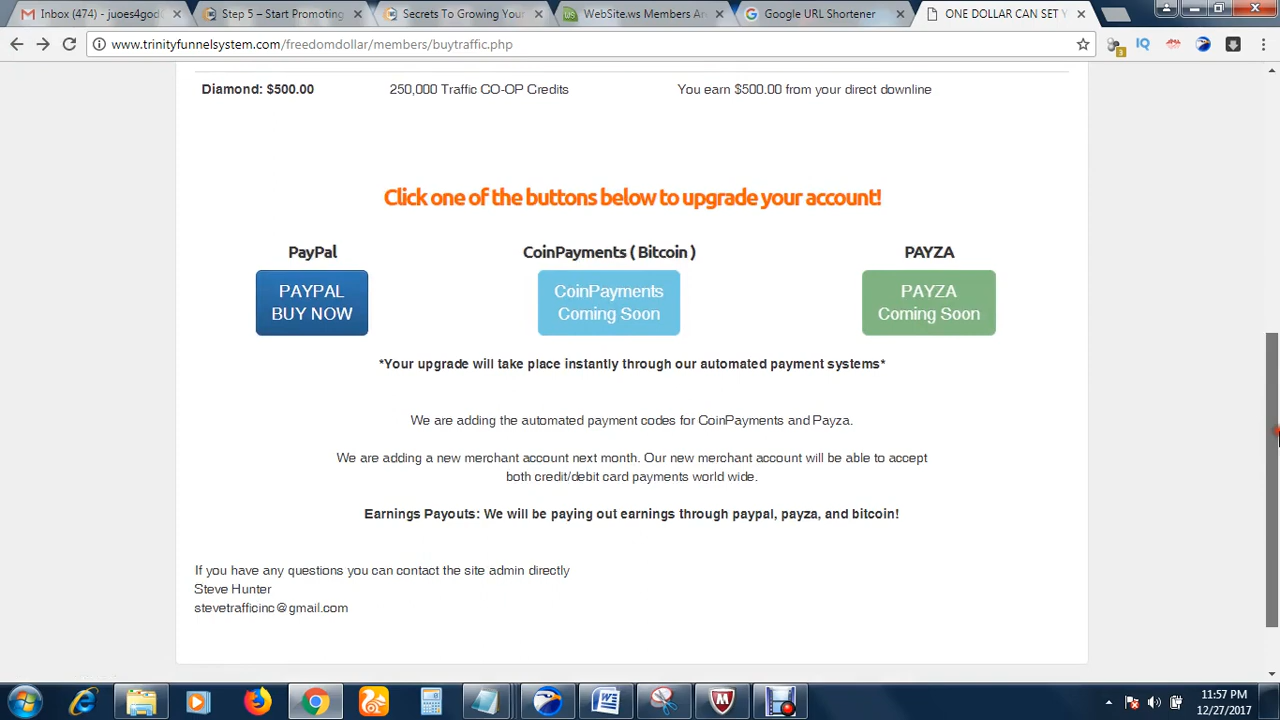 Inbox (474) - juoes4god
Step 5 – Start Promoting
Secrets To Growing Your
WebSite.ws Members Ar
Google URL Shortener
ONE DOLLAR CAN SET Y
www.trinityfunnelsystem.com/freedomdollar/members/buytraffic.php
Diamond: $500.00
250,000 Traffic CO-OP Credits
You earn $500.00 from your direct downline
Click one of the buttons below to upgrade your account!
PayPal
CoinPayments ( Bitcoin )
PAYZA
PAYPAL
BUY NOW
CoinPayments
Coming Soon
PAYZA
Coming Soon
*Your upgrade will take place instantly through our automated payment systems*
We are adding the automated payment codes for CoinPayments and Payza.
We are adding a new merchant account next month. Our new merchant account will be able to accept
both credit/debit card payments world wide.
Earnings Payouts: We will be paying out earnings through paypal, payza, and bitcoin!
If you have any questions you can contact the site admin directly
Steve Hunter
stevetrafficinc@gmail.com
11:57 PM
12/27/2017